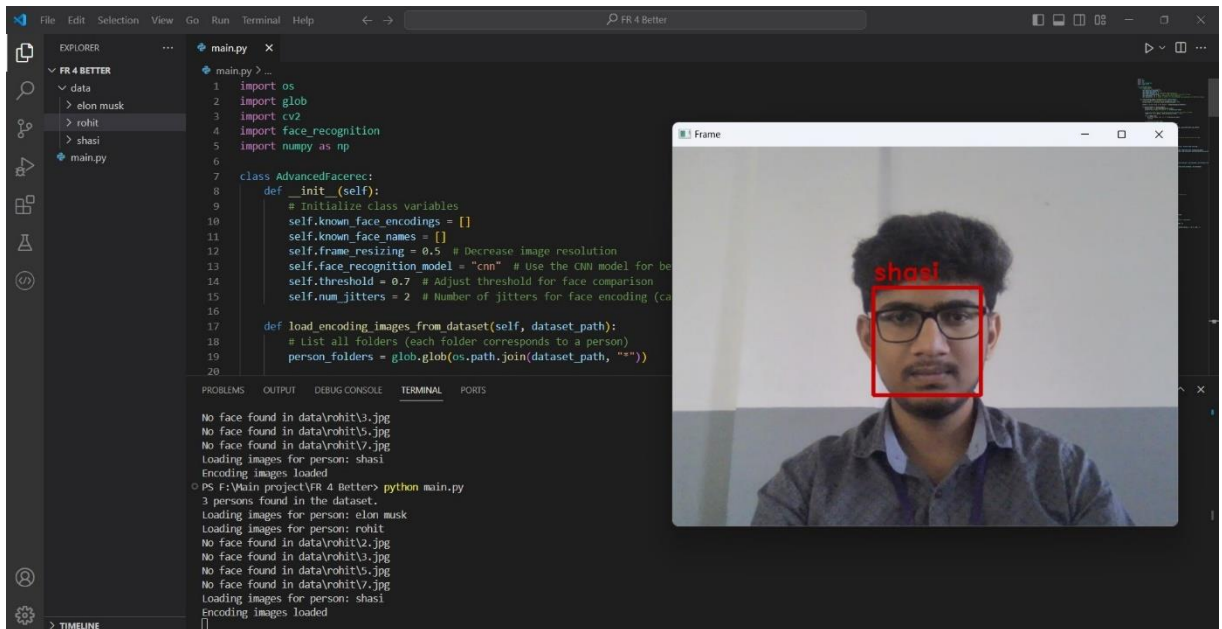 File Edit Selection View Go Run Terminal Help
FR 4 Better
EXPLORER
FR 4 BETTER
data
elon musk
rohit
shasi
main.py
main.py
main.py > ...
1 import os
2 import glob
3 import cv2
4 import face_recognition
5 import numpy as np
6
7 class AdvancedFacerec:
8 def __init__(self):
9 # Initialize class variables
10 self.known_face_encodings = []
11 self.known_face_names = []
12 self.frame_resizing = 0.5 # Decrease image resolution
13 self.face_recognition_model = "cnn" # Use the CNN model for be
14 self.threshold = 0.7 # Adjust threshold for face comparison
15 self.num_jitters = 2 # Number of jitters for face encoding (ca
16
17 def load_encoding_images_from_dataset(self, dataset_path):
18 # List all folders (each folder corresponds to a person)
19 person_folders = glob.glob(os.path.join(dataset_path, "*"))
20
Frame
shasi
PROBLEMS OUTPUT DEBUG CONSOLE TERMINAL PORTS
No face found in data\rohit\3.jpg
No face found in data\rohit\5.jpg
No face found in data\rohit\7.jpg
Loading images for person: shasi
Encoding images loaded
PS F:\Main project\FR 4 Better> python main.py
3 persons found in the dataset.
Loading images for person: elon musk
Loading images for person: rohit
No face found in data\rohit\2.jpg
No face found in data\rohit\3.jpg
No face found in data\rohit\5.jpg
No face found in data\rohit\7.jpg
Loading images for person: shasi
Encoding images loaded
TIMELINE